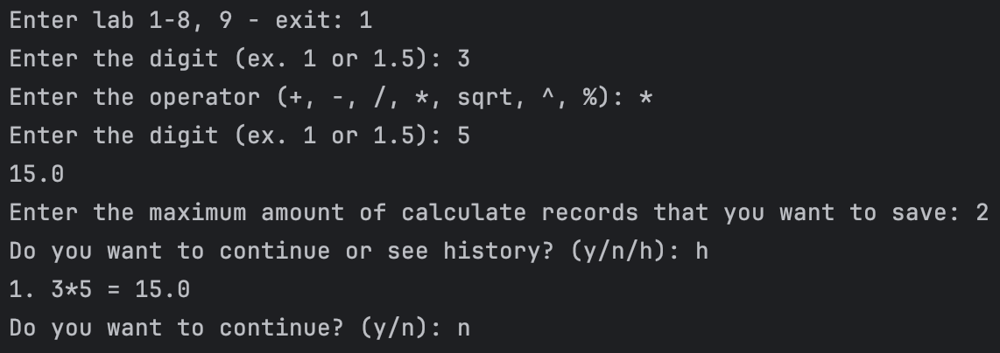 Enter lab 1-8, 9 - exit: 1
Enter the digit (ex. 1 or 1.5): 3
Enter the operator (+, -, /, *, sqrt, ^, %): *
Enter the digit (ex. 1 or 1.5): 5
15.0
Enter the maximum amount of calculate records that you want to save: 2
Do you want to continue or see history? (y/n/h): h
1. 3*5 = 15.0
Do you want to continue? (y/n): n